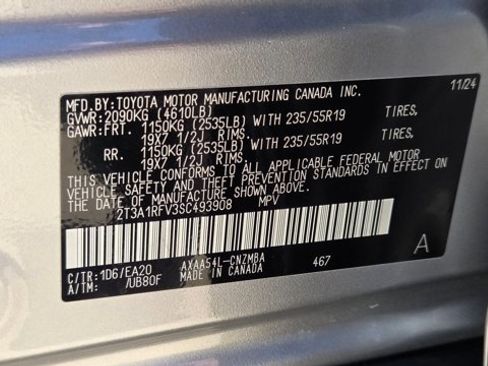 MFD.BY:TOYOTA MOTOR MANUFACTURING CANADA INC. 11/24
GVWR: 2090KG (4610LB)
GAWR: FRT. 1150KG (2535LB) WITH 235/55R19 TIRES,
19X7 1/2J RIMS.
RR. 1150KG (2535LB) WITH 235/55R19 TIRES,
19X7 1/2J RIMS.
THIS VEHICLE CONFORMS TO ALL APPLICABLE FEDERAL MOTOR
VEHICLE SAFETY AND THEFT PREVENTION STANDARDS IN EFFECT ON
THE DATE OF MANUFACTURE SHOWN ABOVE.
2T3A1RFV3SC493908 MPV
C/TR:1D6/EA20 AXAA54L-CNZMBA 467 A
A/TM: /UB80F MADE IN CANADA